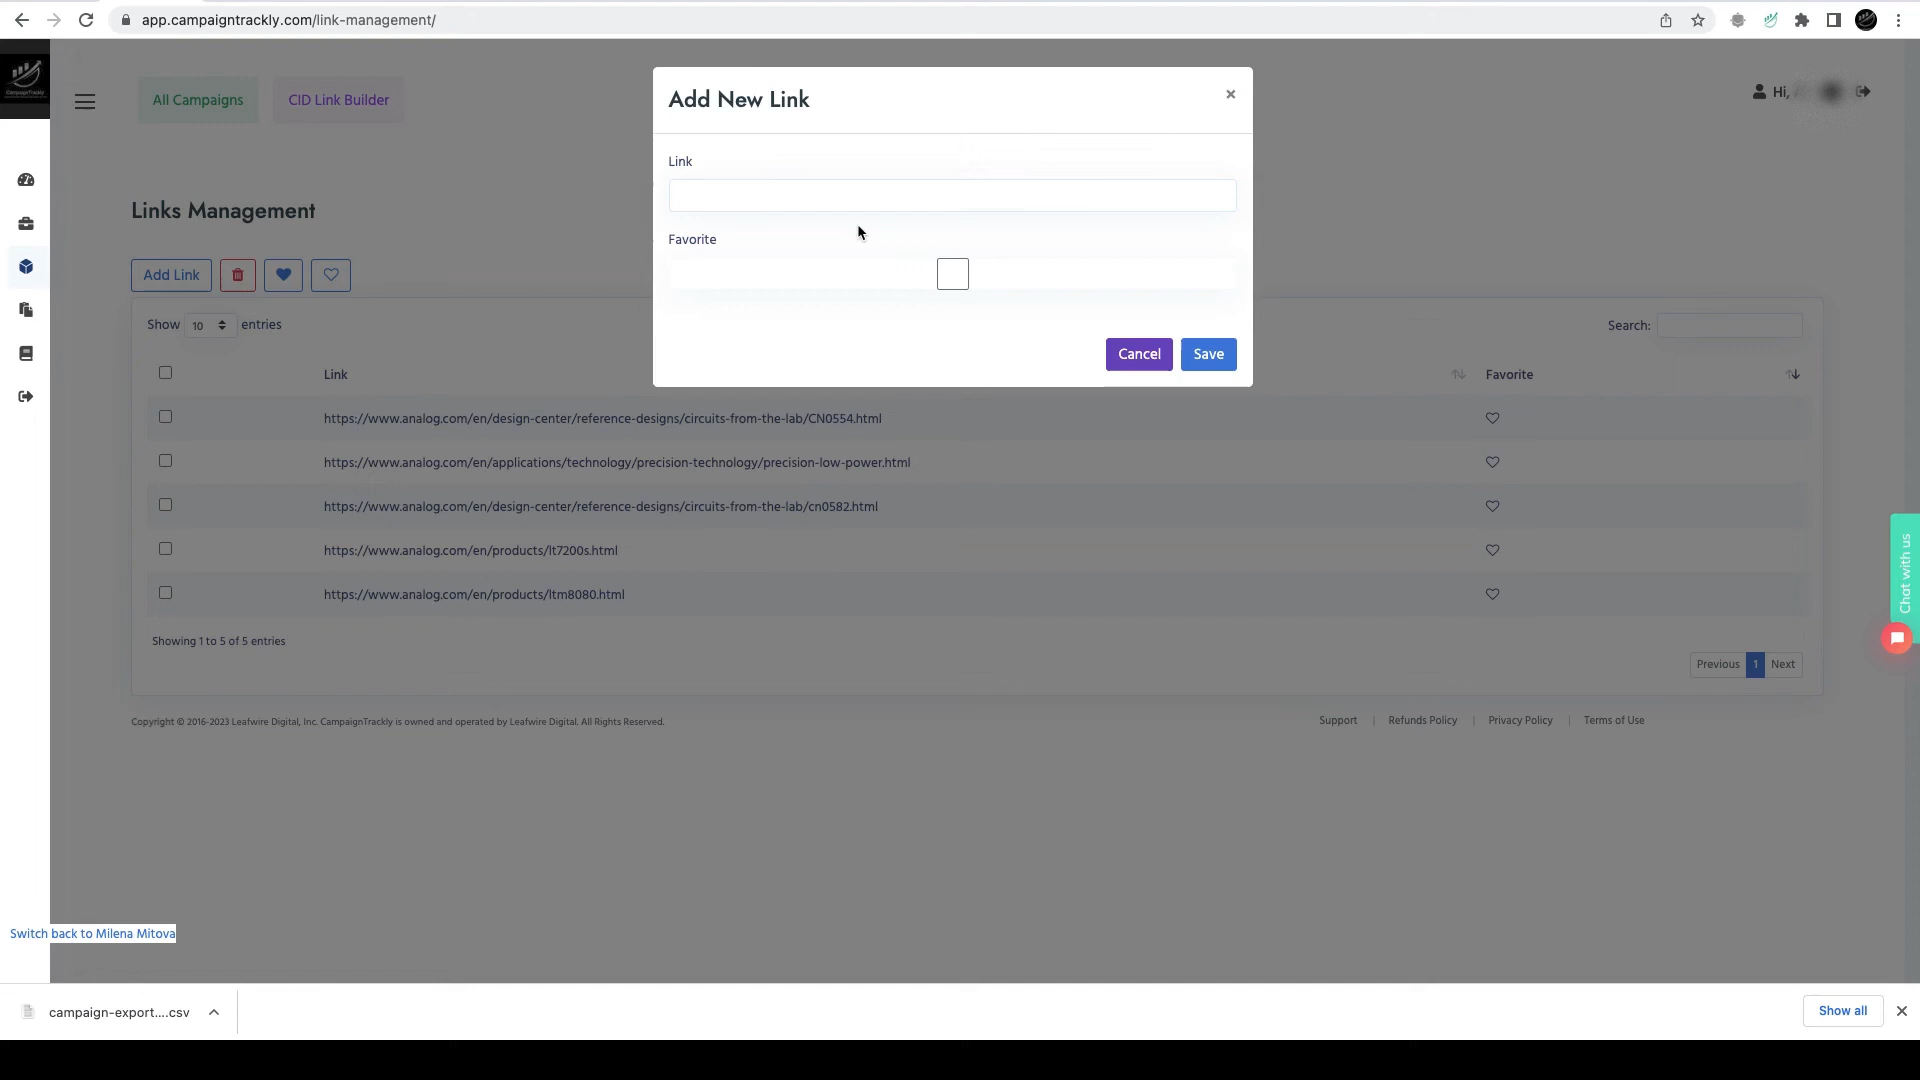 app.campaigntrackly.com/link-management/
CampaignTrackly
All Campaigns
CID Link Builder
Hi,
Add New Link
×
Link
Favorite
Cancel
Save
Links Management
Add Link
Show 10 entries
Search:
Link
Favorite
https://www.analog.com/en/design-center/reference-designs/circuits-from-the-lab/CN0554.html
https://www.analog.com/en/applications/technology/precision-technology/precision-low-power.html
https://www.analog.com/en/design-center/reference-designs/circuits-from-the-lab/cn0582.html
https://www.analog.com/en/products/lt7200s.html
https://www.analog.com/en/products/ltm8080.html
Showing 1 to 5 of 5 entries
Previous 1 Next
Chat with us
Copyright © 2016-2023 Leafwire Digital, Inc. CampaignTrackly is owned and operated by Leafwire Digital. All Rights Reserved.
Support | Refunds Policy | Privacy Policy | Terms of Use
Switch back to Milena Mitova
campaign-export....csv
Show all